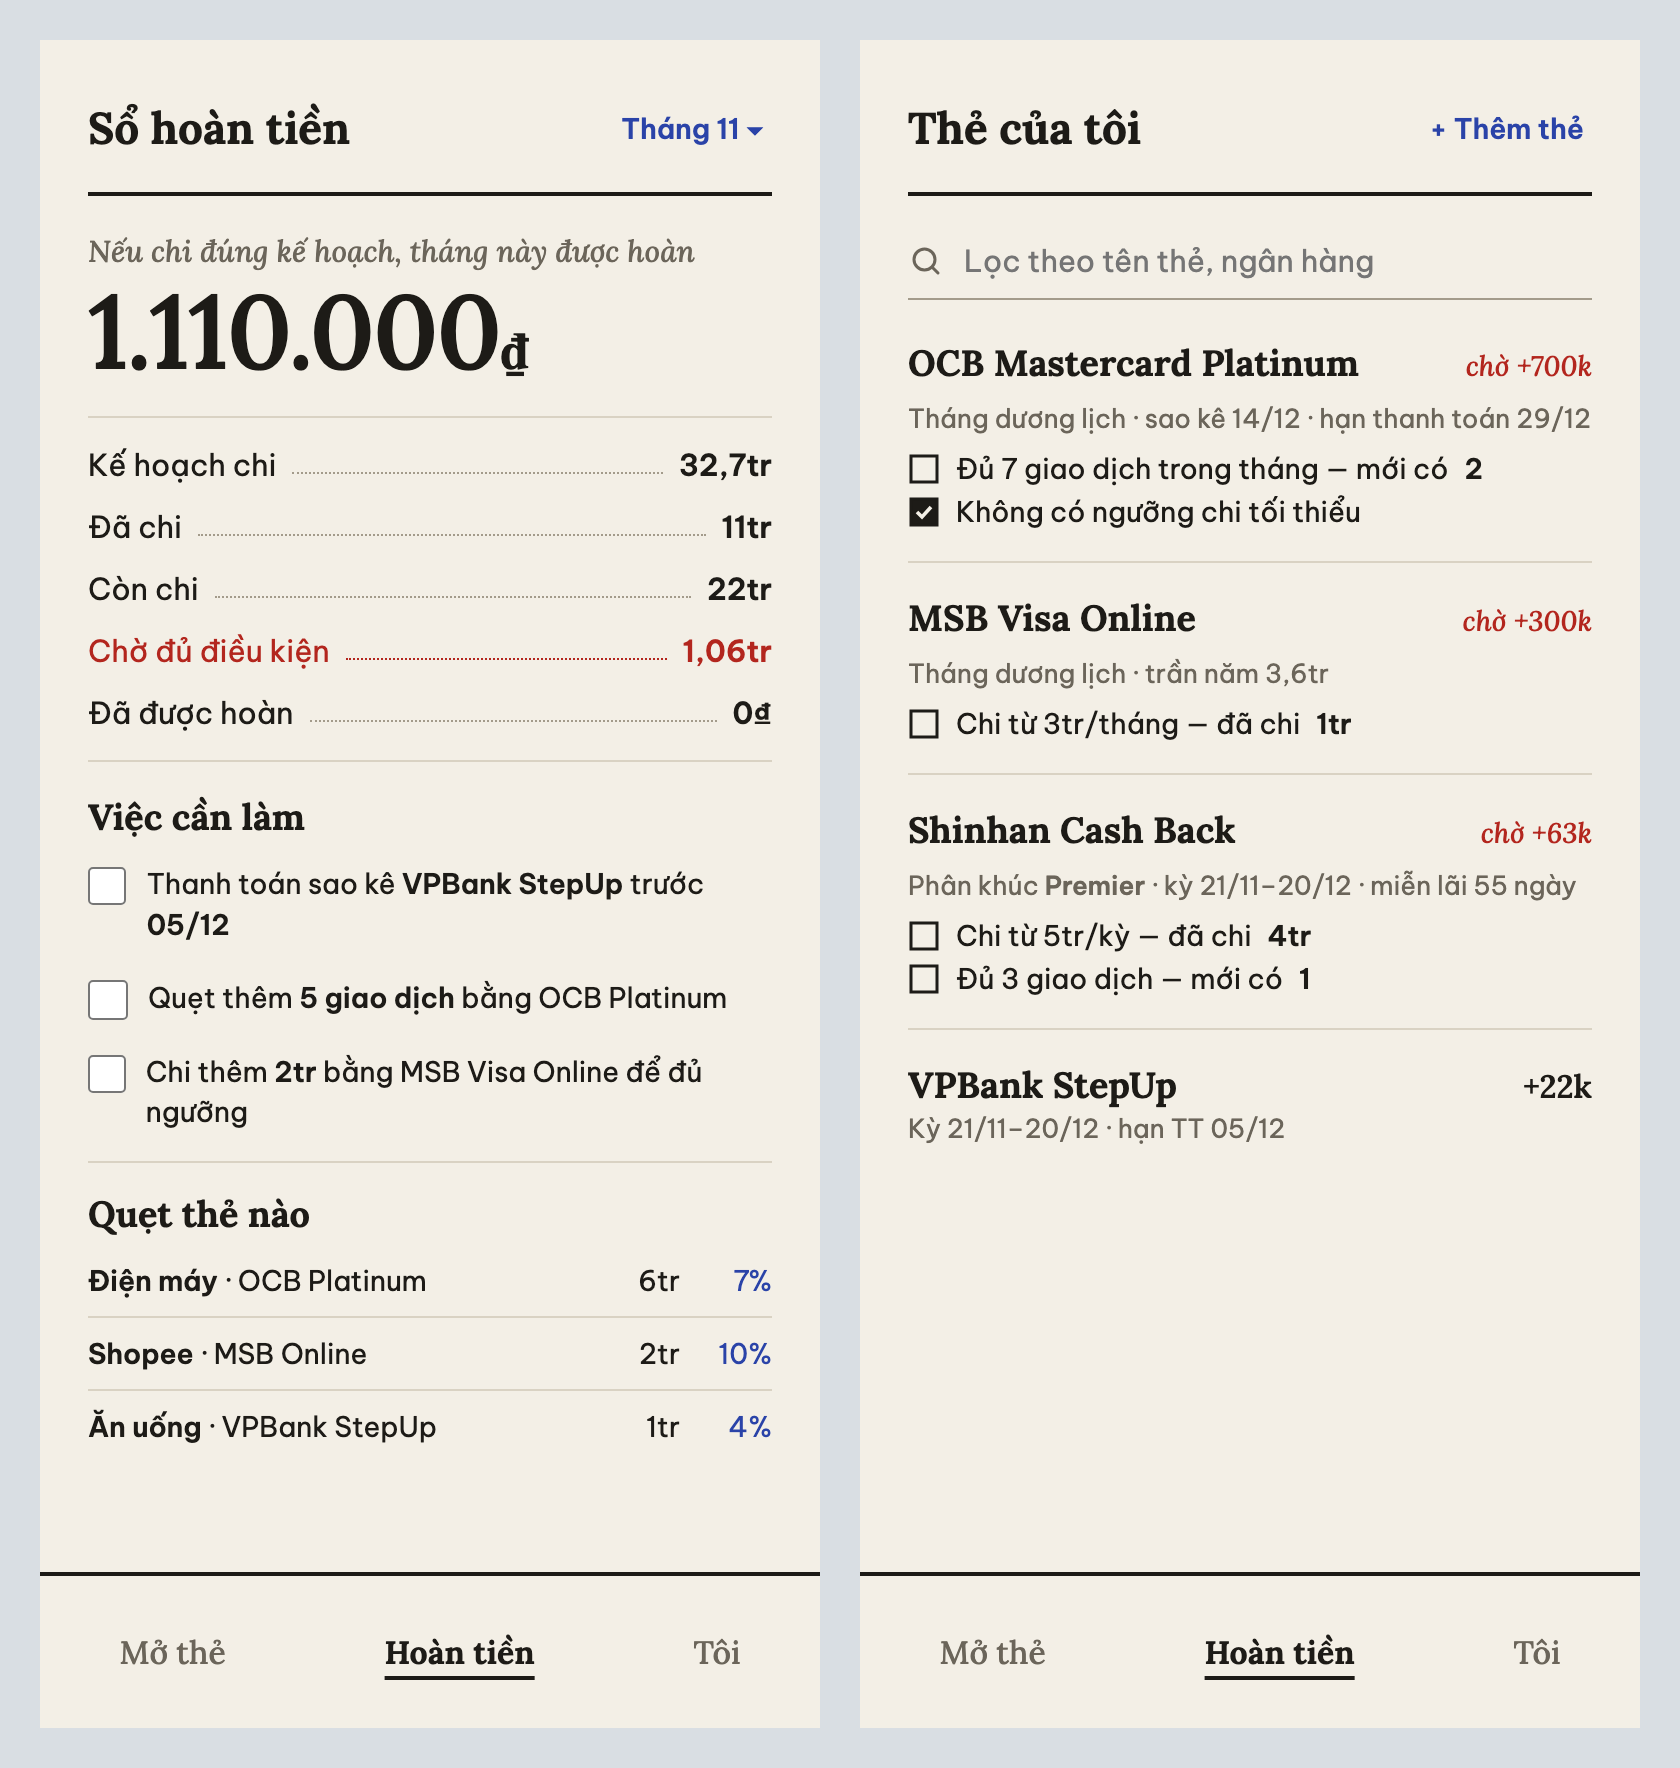 Sổ hoàn tiền
Tháng 11
Nếu chi đúng kế hoạch, tháng này được hoàn
1.110.000₫
Kế hoạch chi 32,7tr
Đã chi 11tr
Còn chi 22tr
Chờ đủ điều kiện 1,06tr
Đã được hoàn 0₫
Việc cần làm
Thanh toán sao kê VPBank StepUp trước
05/12
Quẹt thêm 5 giao dịch bằng OCB Platinum
Chi thêm 2tr bằng MSB Visa Online để đủ
ngưỡng
Quẹt thẻ nào
Điện máy · OCB Platinum 6tr 7%
Shopee · MSB Online 2tr 10%
Ăn uống · VPBank StepUp 1tr 4%
Mở thẻ Hoàn tiền Tôi
Thẻ của tôi
+ Thêm thẻ
Lọc theo tên thẻ, ngân hàng
OCB Mastercard Platinum chờ +700k
Tháng dương lịch · sao kê 14/12 · hạn thanh toán 29/12
Đủ 7 giao dịch trong tháng — mới có 2
Không có ngưỡng chi tối thiểu
MSB Visa Online chờ +300k
Tháng dương lịch · trần năm 3,6tr
Chi từ 3tr/tháng — đã chi 1tr
Shinhan Cash Back chờ +63k
Phân khúc Premier · kỳ 21/11–20/12 · miễn lãi 55 ngày
Chi từ 5tr/kỳ — đã chi 4tr
Đủ 3 giao dịch — mới có 1
VPBank StepUp +22k
Kỳ 21/11–20/12 · hạn TT 05/12
Mở thẻ Hoàn tiền Tôi